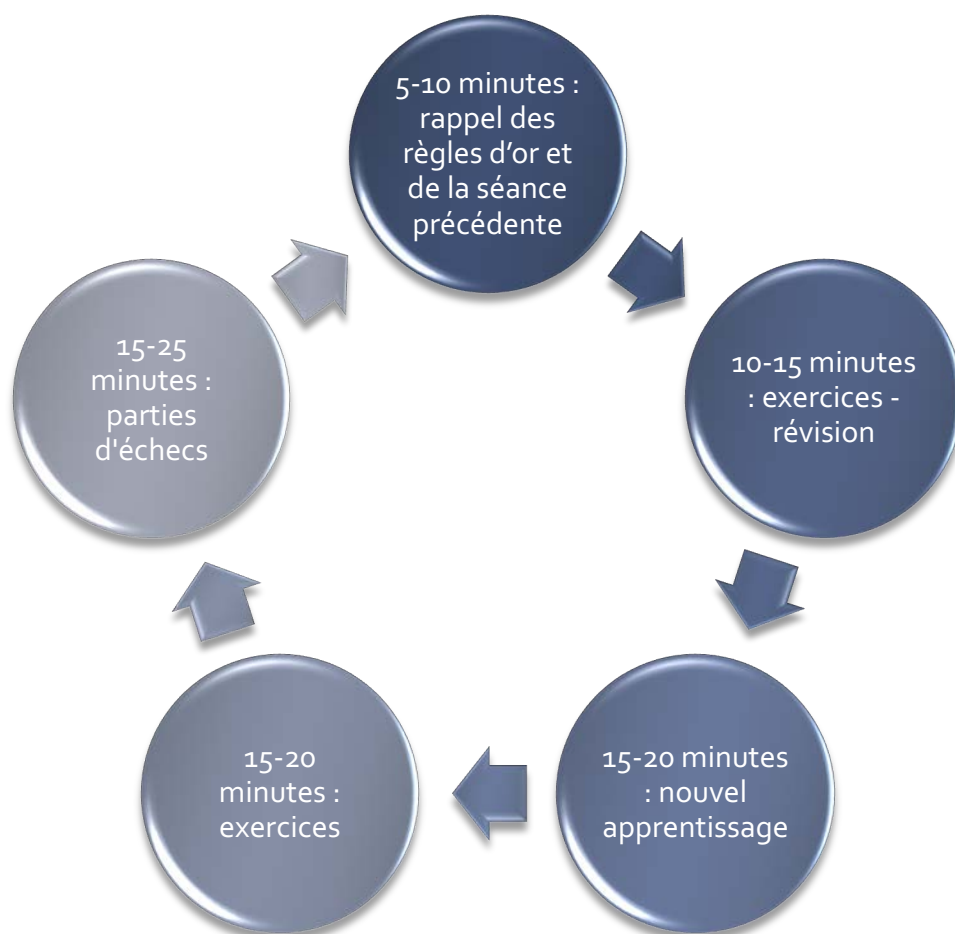 5-10 minutes :
rappel des
règles d’or et
de la séance
précédente
10-15 minutes
: exercices -
révision
15-20 minutes
: nouvel
apprentissage
15-20
minutes :
exercices
15-25
minutes :
parties
d'échecs